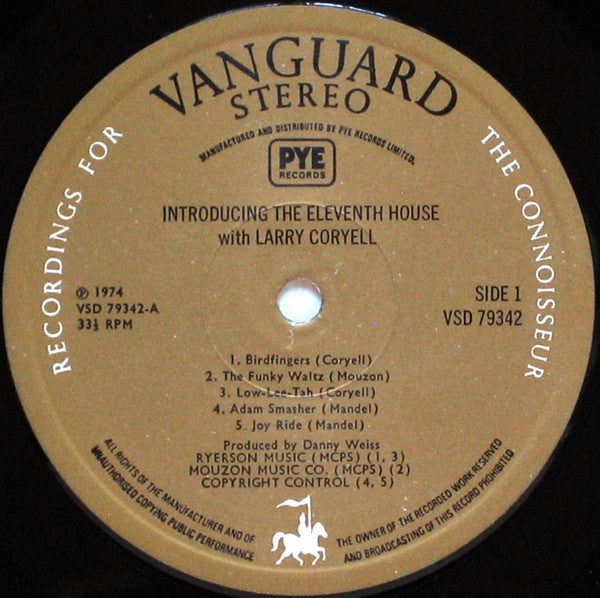 VANGUARD
STEREO
RECORDINGS FOR
THE CONNOISSEUR
MANUFACTURED AND DISTRIBUTED BY PYE RECORDS LIMITED.
PYE
RECORDS
INTRODUCING THE ELEVENTH HOUSE
with LARRY CORYELL
℗ 1974
VSD 79342-A
33⅓ RPM
SIDE 1
VSD 79342
1. Birdfingers (Coryell)
2. The Funky Waltz (Mouzon)
3. Low-Lee-Tah (Coryell)
4. Adam Smasher (Mandel)
5. Joy Ride (Mandel)
Produced by Danny Weiss
RYERSON MUSIC (MCPS) (1, 3)
MOUZON MUSIC CO. (MCPS) (2)
COPYRIGHT CONTROL (4, 5)
ALL RIGHTS OF THE MANUFACTURER AND OF
THE OWNER OF THE RECORDED WORK RESERVED
UNAUTHORISED COPYING PUBLIC PERFORMANCE
AND BROADCASTING OF THIS RECORD PROHIBITED